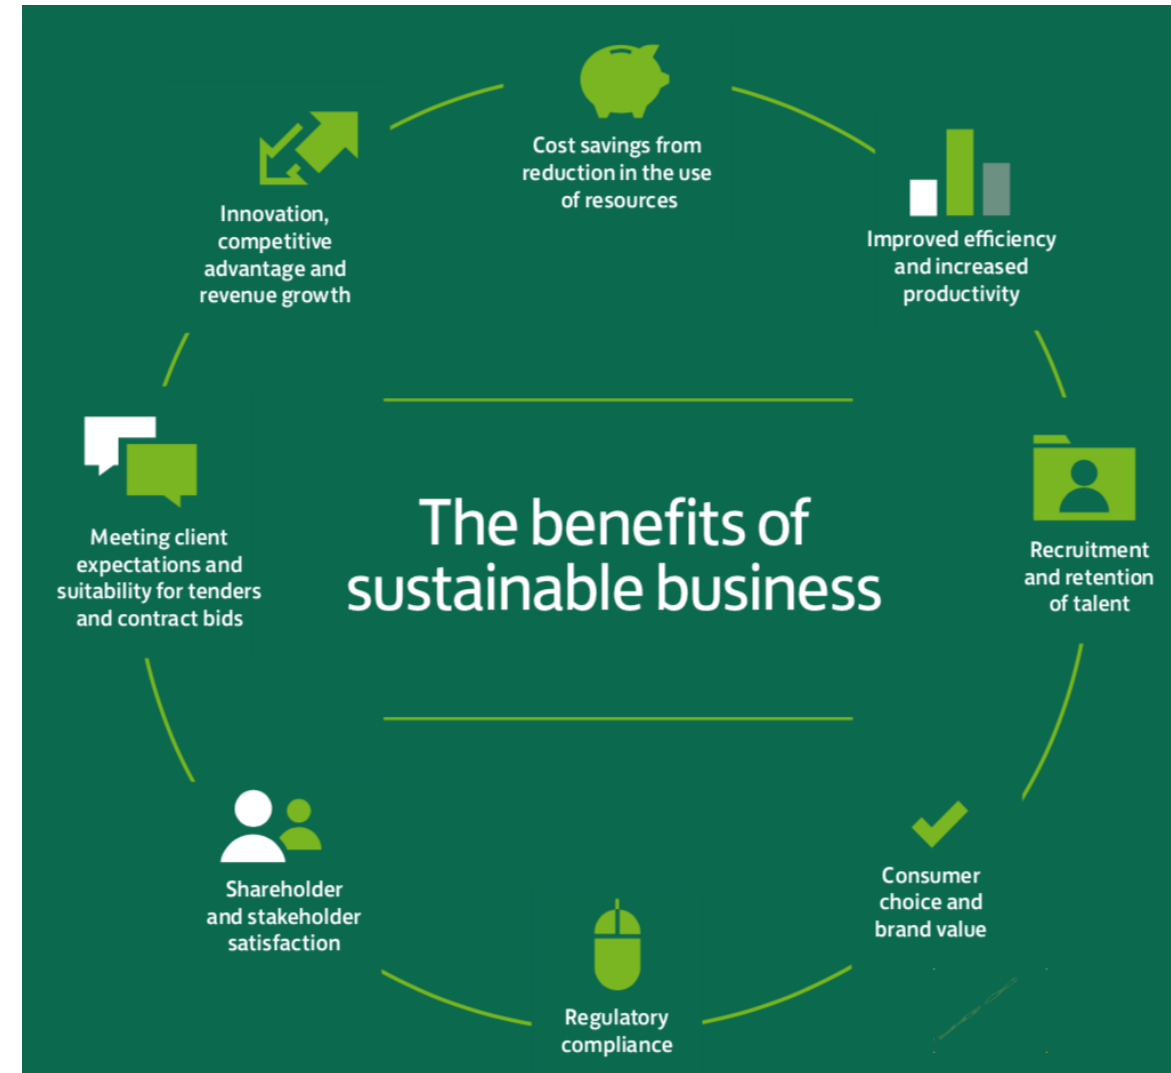 Cost savings from
reduction in the use
of resources
Improved efficiency
and increased
productivity
Recruitment
and retention
of talent
Consumer
choice and
brand value
Regulatory
compliance
Shareholder
and stakeholder
satisfaction
Meeting client
expectations and
suitability for tenders
and contract bids
Innovation,
competitive
advantage and
revenue growth
The benefits of
sustainable business